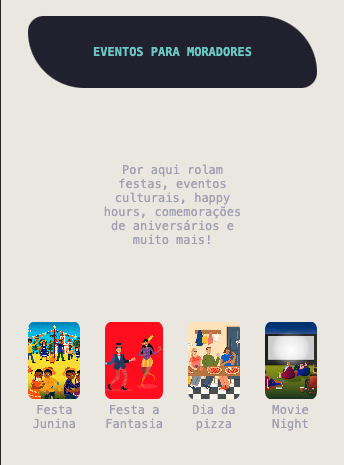 EVENTOS PARA MORADORES
Por aqui rolam
festas, eventos
culturais, happy
hours, comemorações
de aniversários e
muito mais!
Festa
Junina
Festa a
Fantasia
Dia da
pizza
Movie
Night